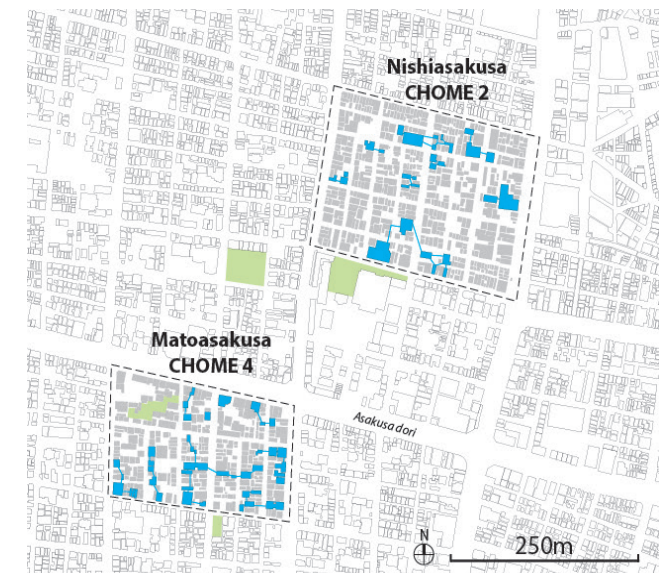 Nishiasakusa
CHOME 2
Matoasakusa
CHOME 4
Asakusa dori
N
250m